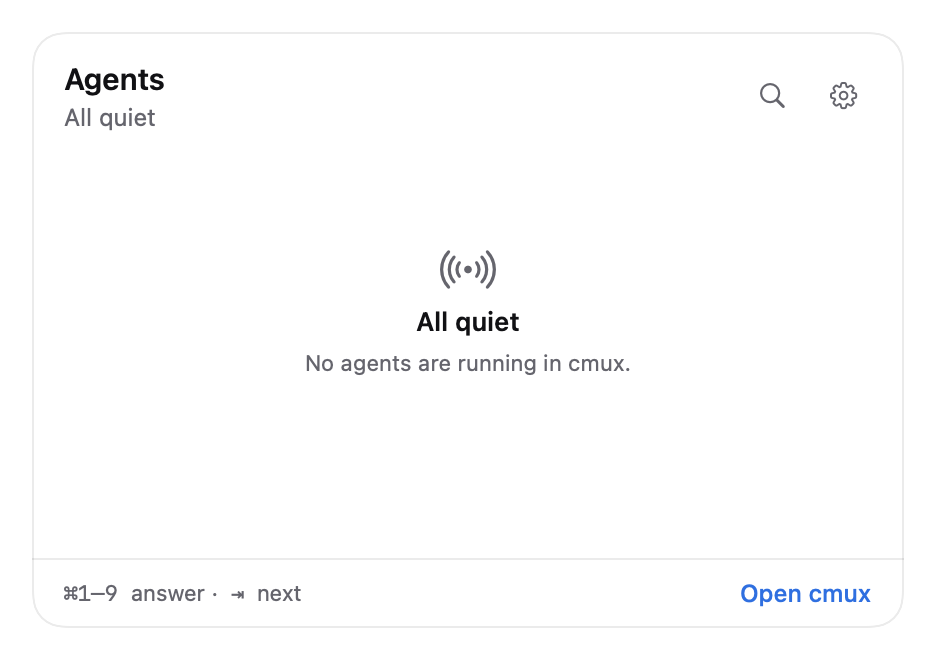 Agents
All quiet
All quiet
No agents are running in cmux.
⌘1–9 answer · ⇥ next
Open cmux